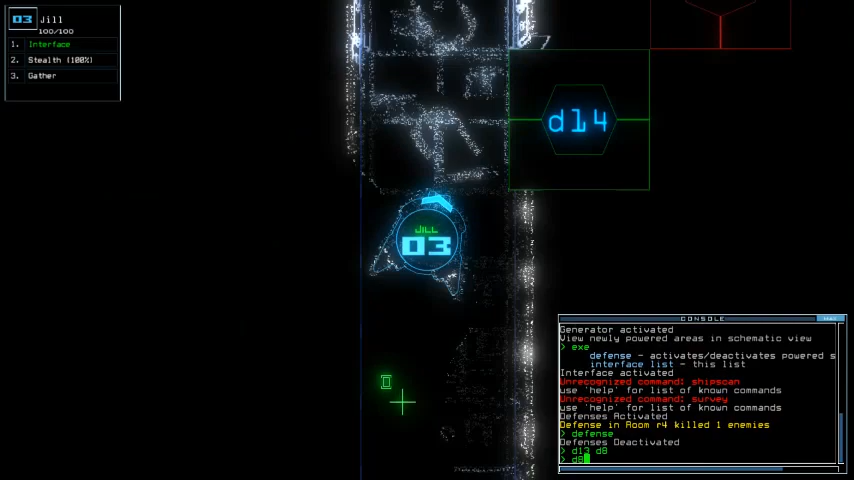 03 Jill
100/100
1. Interface
2. Stealth (100%)
3. Gather
d14
JILL
03
CONSOLE
Generator activated
View newly powered areas in schematic view
> exe
defense - activates/deactivates powered s
interface list - this list
Interface activated
Unrecognized command: shipscan
use 'help' for list of known commands
Unrecognized command: survey
use 'help' for list of known commands
Defenses Activated
Defense in Room r4 killed 1 enemies
> defense
Defenses Deactivated
> d13 d8
> d8